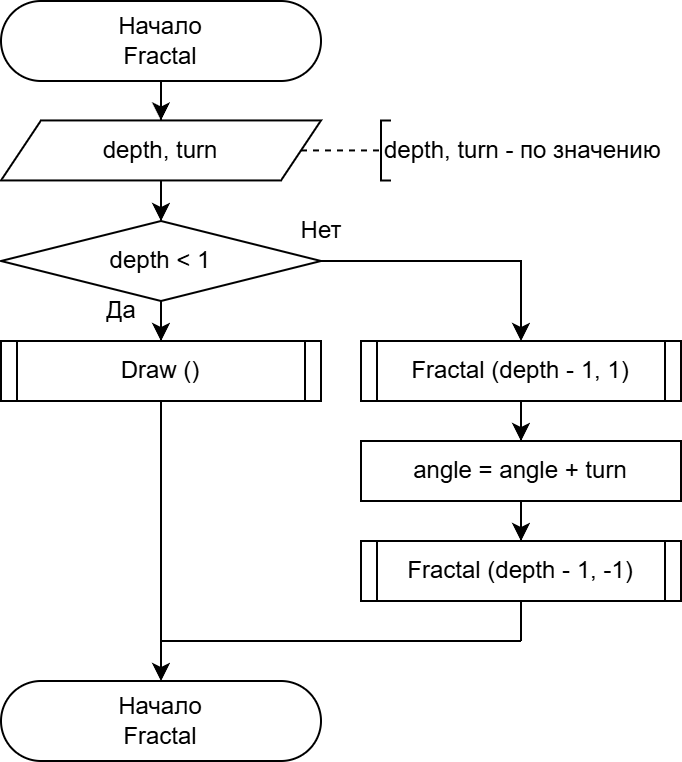 Начало
Fractal
depth, turn
depth, turn - по значению
Нет
depth < 1
Да
Draw ()
Fractal (depth - 1, 1)
angle = angle + turn
Fractal (depth - 1, -1)
Начало
Fractal